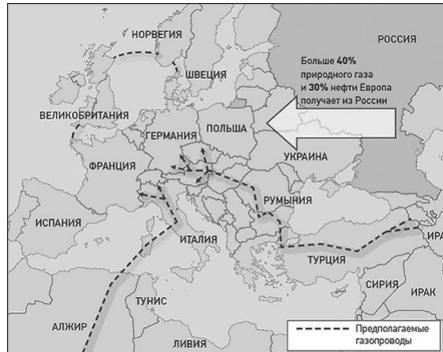 НОРВЕГИЯ
РОССИЯ
Больше 40%
природного газа
и 30% нефти Европа
получает из России
ШВЕЦИЯ
ВЕЛИКОБРИТАНИЯ
ПОЛЬША
ГЕРМАНИЯ
УКРАИНА
ФРАНЦИЯ
РУМЫНИЯ
ИСПАНИЯ
ИТАЛИЯ
ИРА
ТУРЦИЯ
СИРИЯ
ИРАК
ТУНИС
АЛЖИР
ЛИВИЯ
Предполагаемые
газопроводы